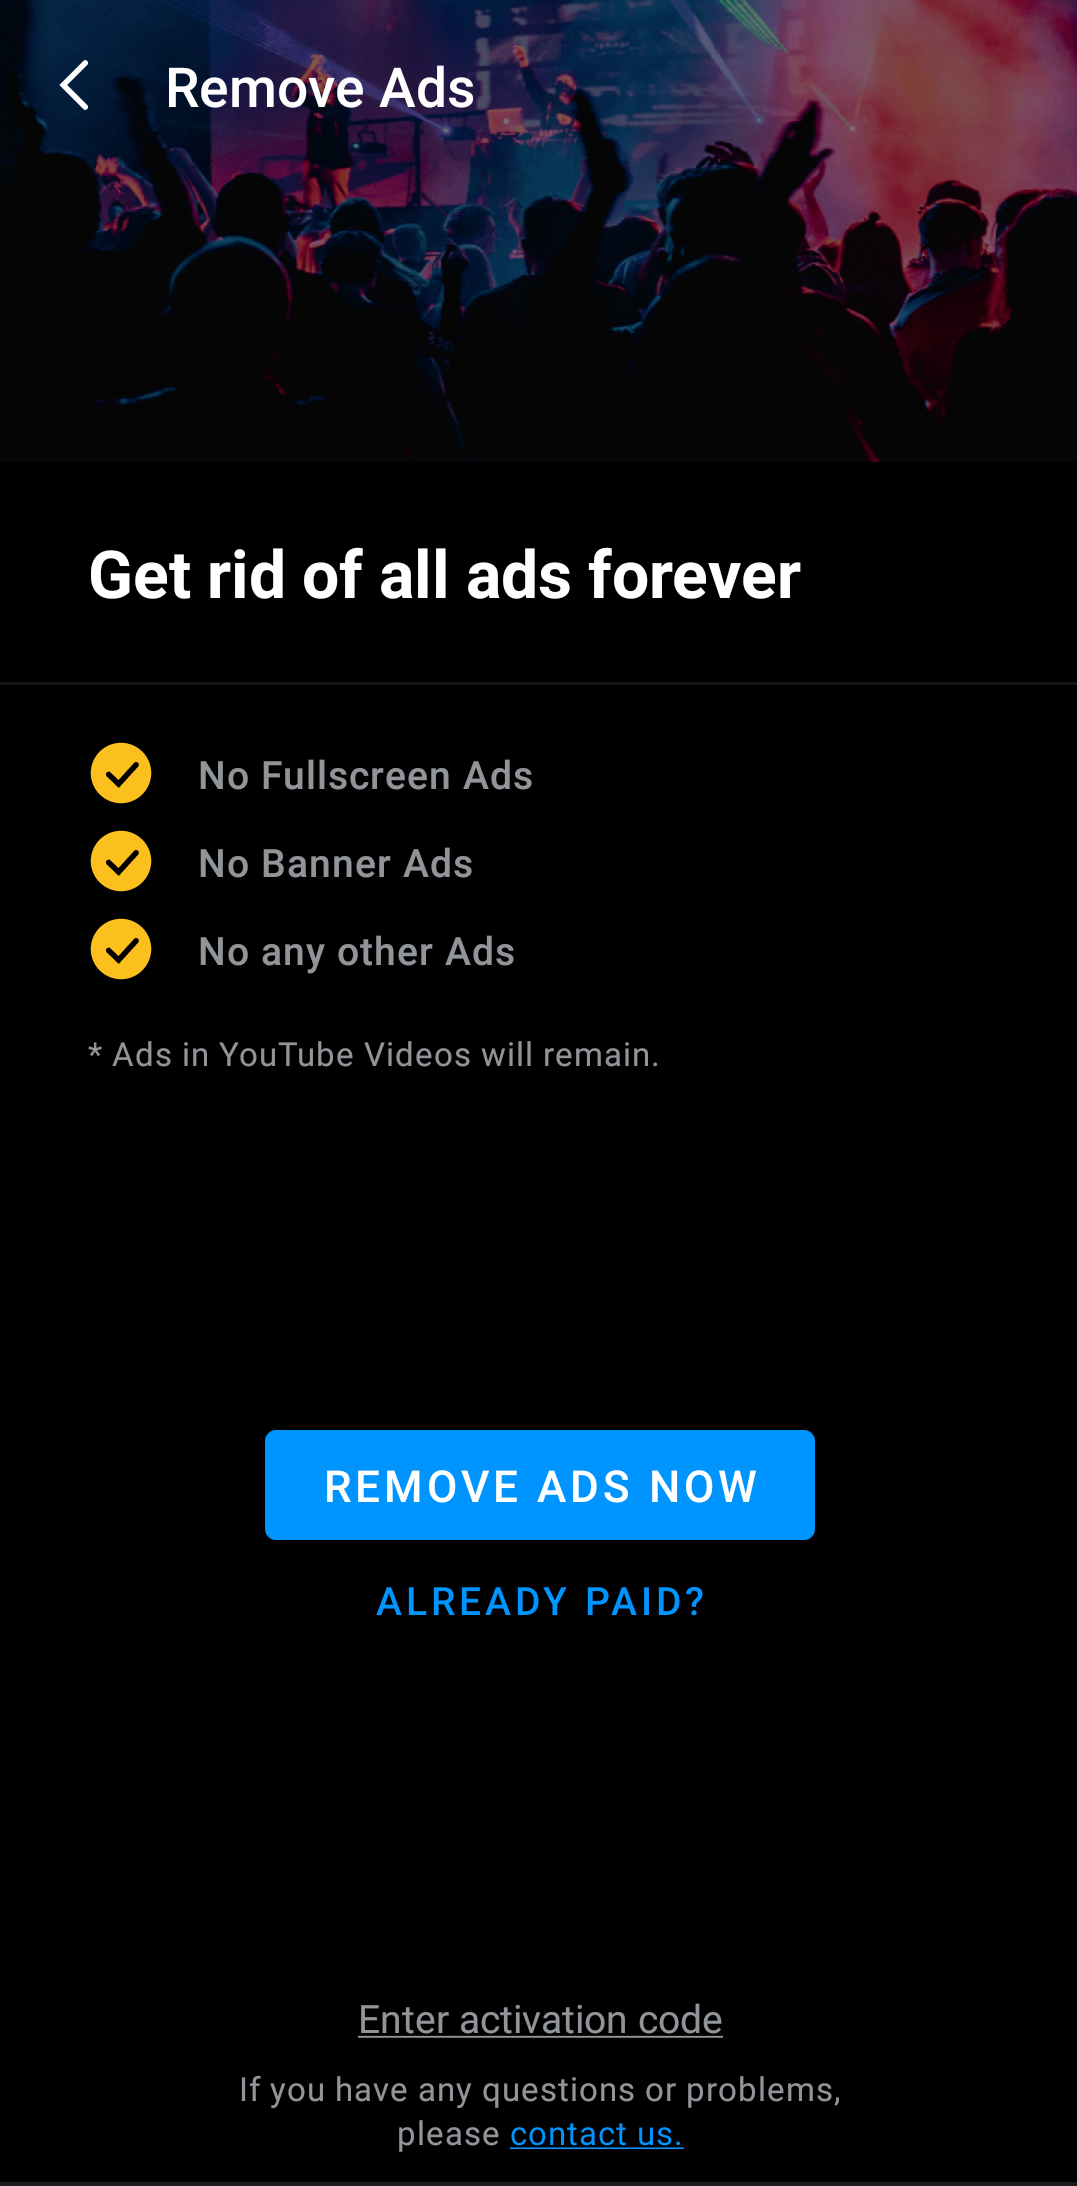 Remove Ads
Get rid of all ads forever
No Fullscreen Ads
No Banner Ads
No any other Ads
* Ads in YouTube Videos will remain.
REMOVE ADS NOW
ALREADY PAID?
Enter activation code
If you have any questions or problems,
please contact us.